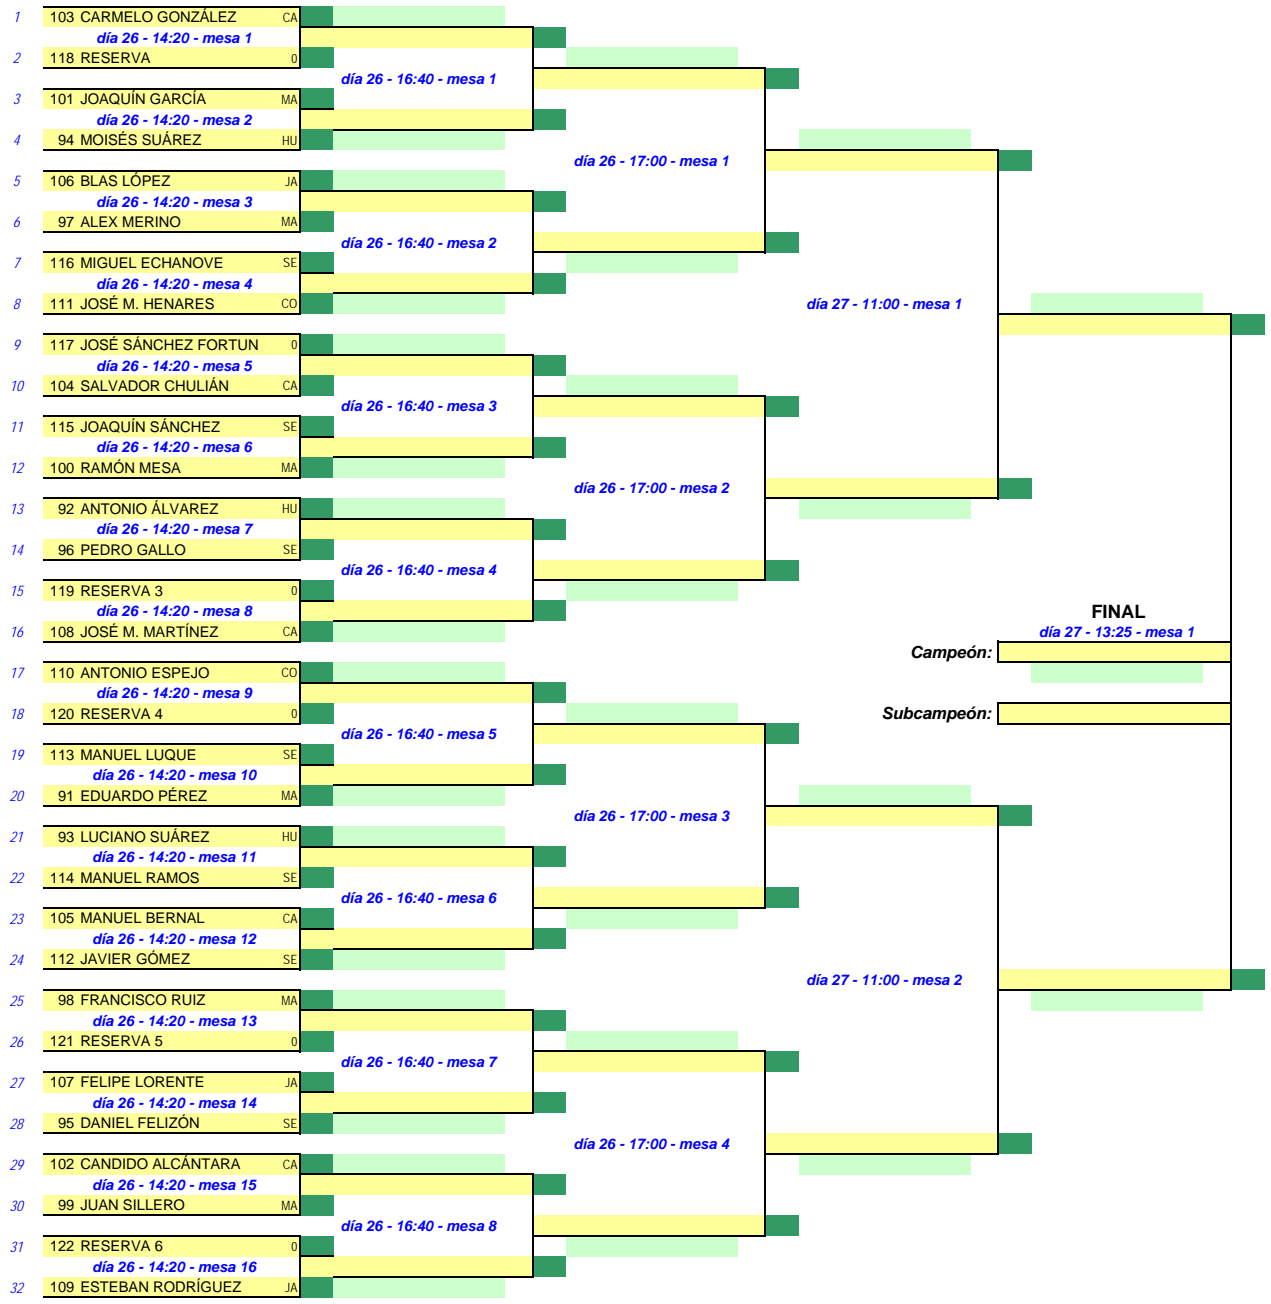 1 103 CARMELO GONZÁLEZ CA
día 26 - 14:20 - mesa 1
2 118 RESERVA 0
día 26 - 16:40 - mesa 1
3 101 JOAQUÍN GARCÍA MA
día 26 - 14:20 - mesa 2
4 94 MOISÉS SUÁREZ HU
día 26 - 17:00 - mesa 1
5 106 BLAS LÓPEZ JA
día 26 - 14:20 - mesa 3
6 97 ALEX MERINO MA
día 26 - 16:40 - mesa 2
7 116 MIGUEL ECHANOVE SE
día 26 - 14:20 - mesa 4
8 111 JOSÉ M. HENARES CO
día 27 - 11:00 - mesa 1
9 117 JOSÉ SÁNCHEZ FORTUN 0
día 26 - 14:20 - mesa 5
10 104 SALVADOR CHULIÁN CA
día 26 - 16:40 - mesa 3
11 115 JOAQUÍN SÁNCHEZ SE
día 26 - 14:20 - mesa 6
12 100 RAMÓN MESA MA
día 26 - 17:00 - mesa 2
13 92 ANTONIO ÁLVAREZ HU
día 26 - 14:20 - mesa 7
14 96 PEDRO GALLO SE
día 26 - 16:40 - mesa 4
15 119 RESERVA 3 0
día 26 - 14:20 - mesa 8
FINAL
16 108 JOSÉ M. MARTÍNEZ CA
día 27 - 13:25 - mesa 1
Campeón:
17 110 ANTONIO ESPEJO CO
día 26 - 14:20 - mesa 9
18 120 RESERVA 4 0
Subcampeón:
día 26 - 16:40 - mesa 5
19 113 MANUEL LUQUE SE
día 26 - 14:20 - mesa 10
20 91 EDUARDO PÉREZ MA
día 26 - 17:00 - mesa 3
21 93 LUCIANO SUÁREZ HU
día 26 - 14:20 - mesa 11
22 114 MANUEL RAMOS SE
día 26 - 16:40 - mesa 6
23 105 MANUEL BERNAL CA
día 26 - 14:20 - mesa 12
24 112 JAVIER GÓMEZ SE
día 27 - 11:00 - mesa 2
25 98 FRANCISCO RUIZ MA
día 26 - 14:20 - mesa 13
26 121 RESERVA 5 0
día 26 - 16:40 - mesa 7
27 107 FELIPE LORENTE JA
día 26 - 14:20 - mesa 14
28 95 DANIEL FELIZÓN SE
día 26 - 17:00 - mesa 4
29 102 CANDIDO ALCÁNTARA CA
día 26 - 14:20 - mesa 15
30 99 JUAN SILLERO MA
día 26 - 16:40 - mesa 8
31 122 RESERVA 6 0
día 26 - 14:20 - mesa 16
32 109 ESTEBAN RODRÍGUEZ JA